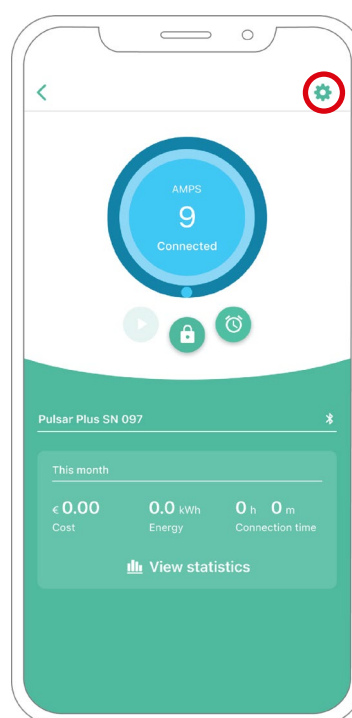 AMPS
9
Connected
Pulsar Plus SN 097
This month
€ 0.00 0.0 kWh 0 h 0 m
Cost Energy Connection time
View statistics